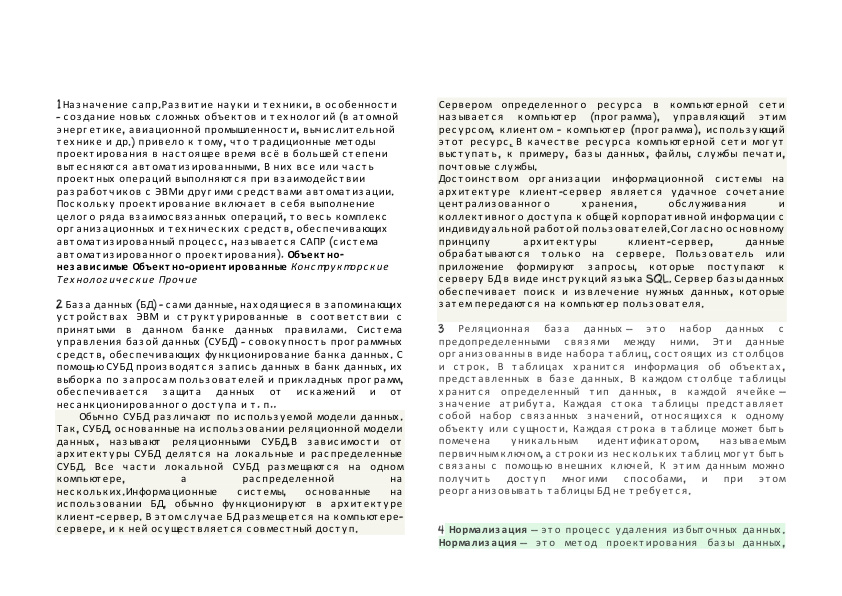 1Назначение сапр.Развитие науки и техники, в особенности
- создание новых сложных объектов и технологий (в атомной
энергетике, авиационной промышленности, вычислительной
технике и др.) привело к тому, что традиционные методы
проектирования в настоящее время всё в большей степени
вытесняются автоматизированными. В них все или часть
проектных операций выполняются при взаимодействии
разработчиков с ЭВМи другими средствами автоматизации.
Поскольку проектирование включает в себя выполнение
целого ряда взаимосвязанных операций, то весь комплекс
организационных и технических средств, обеспечивающих
автоматизированный процесс, называется САПР (система
автоматизированного проектирования). Объектно-
независимые Объектно-ориентированные Конструкторские
Технологические Прочие
2 База данных (БД) - сами данные, находящиеся в запоминающих
устройствах ЭВМ и структурированные в соответствии с
принятыми в данном банке данных правилами. Система
управления базой данных (СУБД) - совокупность программных
средств, обеспечивающих функционирование банка данных. С
помощью СУБД производятся запись данных в банк данных, их
выборка по запросам пользователей и прикладных программ,
обеспечивается защита данных от искажений и от
несанкционированного доступа и т. п..
Обычно СУБД различают по используемой модели данных.
Так, СУБД, основанные на использовании реляционной модели
данных, называют реляционными СУБД.В зависимости от
архитектуры СУБД делятся на локальные и распределенные
СУБД. Все части локальной СУБД размещаются на одном
компьютере, а распределенной на
нескольких.Информационные системы, основанные на
использовании БД, обычно функционируют в архитектуре
клиент-сервер. В этом случае БД размещается на компьютере-
сервере, и к ней осуществляется совместный доступ.
Сервером определенного ресурса в компьютерной сети
называется компьютер (программа), управляющий этим
ресурсом, клиентом - компьютер (программа), использующий
этот ресурс. В качестве ресурса компьютерной сети могут
выступать, к примеру, базы данных, файлы, службы печати,
почтовые службы.
Достоинством организации информационной системы на
архитектуре клиент-сервер является удачное сочетание
централизованного хранения, обслуживания и
коллективного доступа к общей корпоративной информации с
индивидуальной работой пользователей.Согласно основному
принципу архитектуры клиент-сервер, данные
обрабатываются только на сервере. Пользователь или
приложение формируют запросы, которые поступают к
серверу БД в виде инструкций языка SQL. Сервер базы данных
обеспечивает поиск и извлечение нужных данных, которые
затем передаются на компьютер пользователя.
3 Реляционная база данных — это набор данных с
предопределенными связями между ними. Эти данные
организованны в виде набора таблиц, состоящих из столбцов
и строк. В таблицах хранится информация об объектах,
представленных в базе данных. В каждом столбце таблицы
хранится определенный тип данных, в каждой ячейке –
значение атрибута. Каждая стока таблицы представляет
собой набор связанных значений, относящихся к одному
объекту или сущности. Каждая строка в таблице может быть
помечена уникальным идентификатором, называемым
первичным ключом, а строки из нескольких таблиц могут быть
связаны с помощью внешних ключей. К этим данным можно
получить доступ многими способами, и при этом
реорганизовывать таблицы БД не требуется.
4 Нормализация — это процесс удаления избыточных данных.
Нормализация — это метод проектирования базы данных,